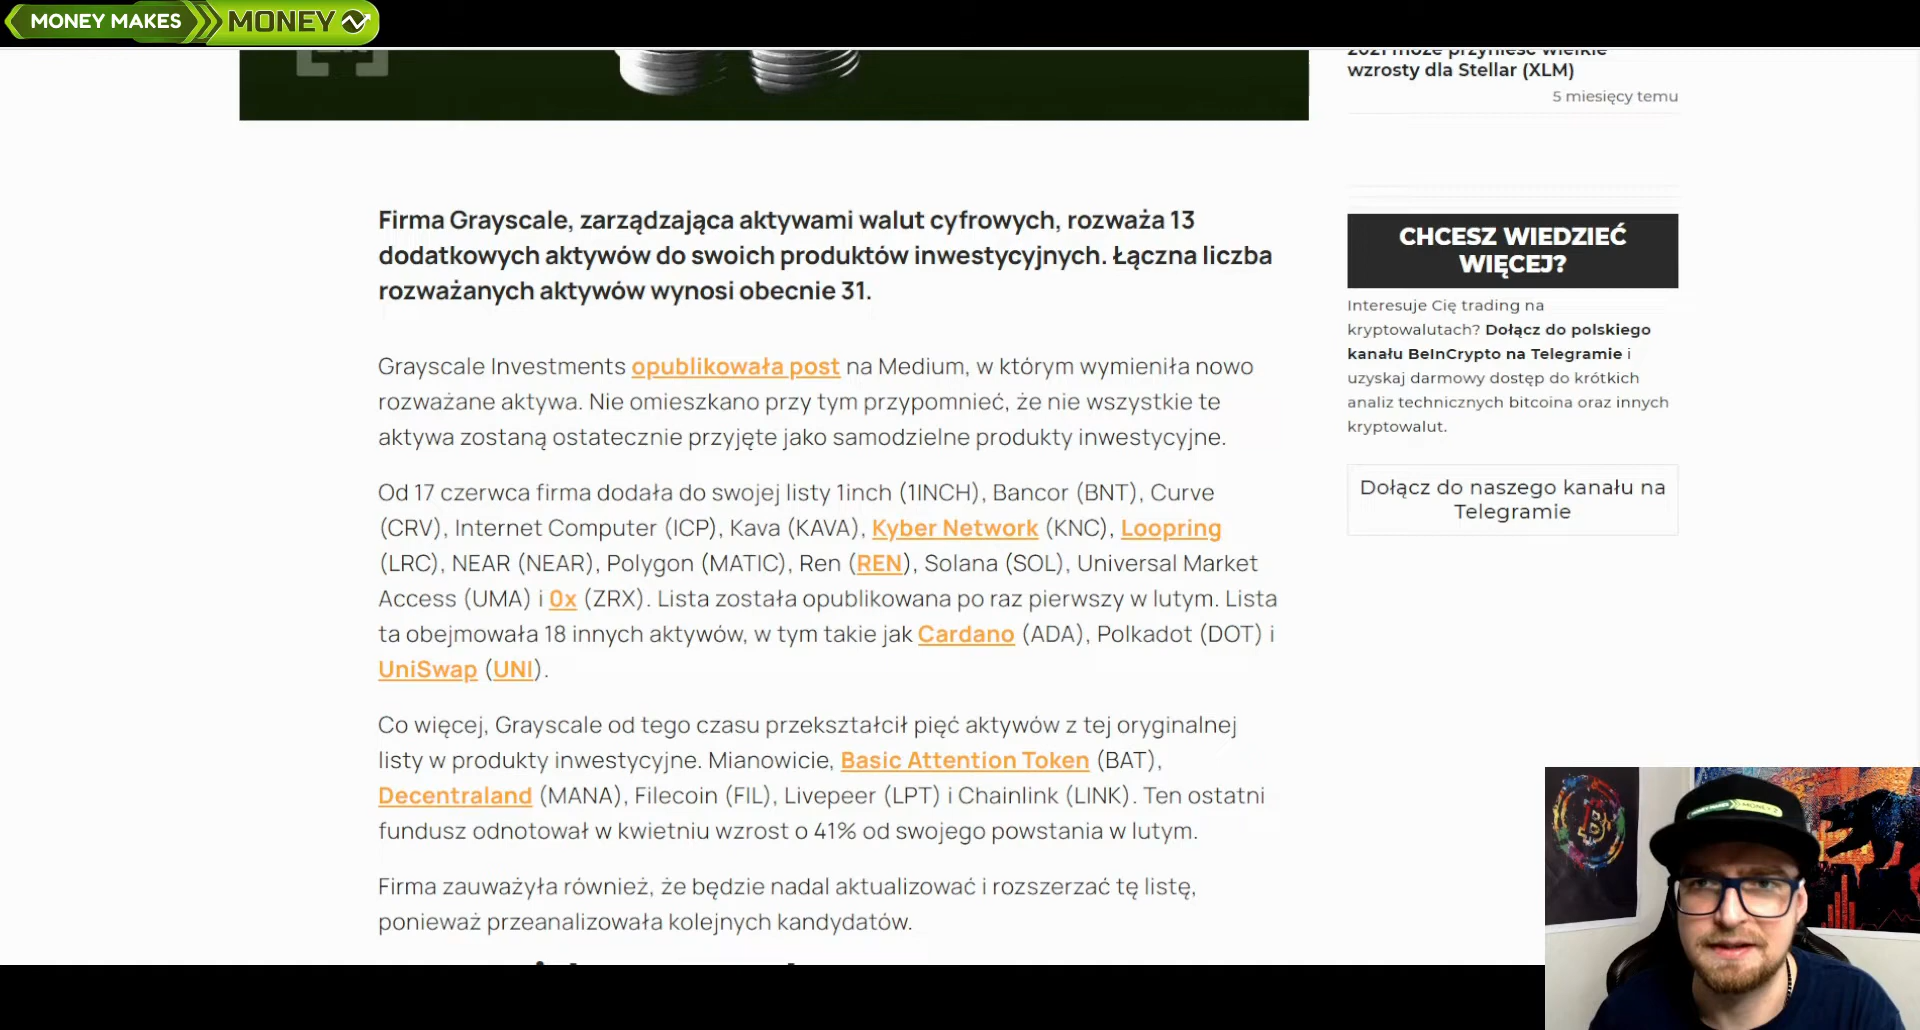 MONEY MAKES MONEY
2021 może przynieść wielkie
wzrosty dla Stellar (XLM)
5 miesięcy temu
Firma Grayscale, zarządzająca aktywami walut cyfrowych, rozważa 13
dodatkowych aktywów do swoich produktów inwestycyjnych. Łączna liczba
rozważanych aktywów wynosi obecnie 31.
Grayscale Investments opublikowała post na Medium, w którym wymieniła nowo
rozważane aktywa. Nie omieszkano przy tym przypomnieć, że nie wszystkie te
aktywa zostaną ostatecznie przyjęte jako samodzielne produkty inwestycyjne.
Od 17 czerwca firma dodała do swojej listy 1inch (1INCH), Bancor (BNT), Curve
(CRV), Internet Computer (ICP), Kava (KAVA), Kyber Network (KNC), Loopring
(LRC), NEAR (NEAR), Polygon (MATIC), Ren (REN), Solana (SOL), Universal Market
Access (UMA) i 0x (ZRX). Lista została opublikowana po raz pierwszy w lutym. Lista
ta obejmowała 18 innych aktywów, w tym takie jak Cardano (ADA), Polkadot (DOT) i
UniSwap (UNI).
Co więcej, Grayscale od tego czasu przekształcił pięć aktywów z tej oryginalnej
listy w produkty inwestycyjne. Mianowicie, Basic Attention Token (BAT),
Decentraland (MANA), Filecoin (FIL), Livepeer (LPT) i Chainlink (LINK). Ten ostatni
fundusz odnotował w kwietniu wzrost o 41% od swojego powstania w lutym.
Firma zauważyła również, że będzie nadal aktualizować i rozszerzać tę listę,
ponieważ przeanalizowała kolejnych kandydatów.
CHCESZ WIEDZIEĆ
WIĘCEJ?
Interesuje Cię trading na
kryptowalutach? Dołącz do polskiego
kanału BeInCrypto na Telegramie i
uzyskaj darmowy dostęp do krótkich
analiz technicznych bitcoina oraz innych
kryptowalut.
Dołącz do naszego kanału na
Telegramie